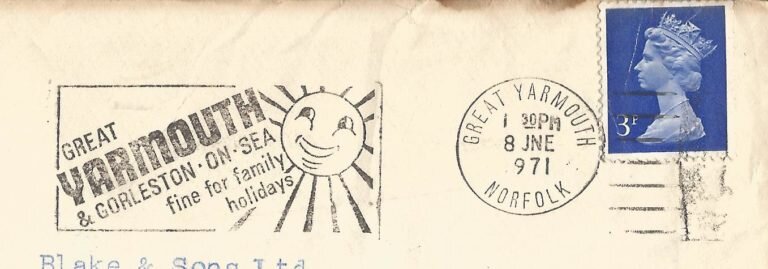 GREAT
YARMOUTH
& GORLESTON·ON·SEA
fine for family
holidays
GREAT YARMOUTH
1 30PM
8 JNE
971
NORFOLK
3P
Blake & Sons Ltd